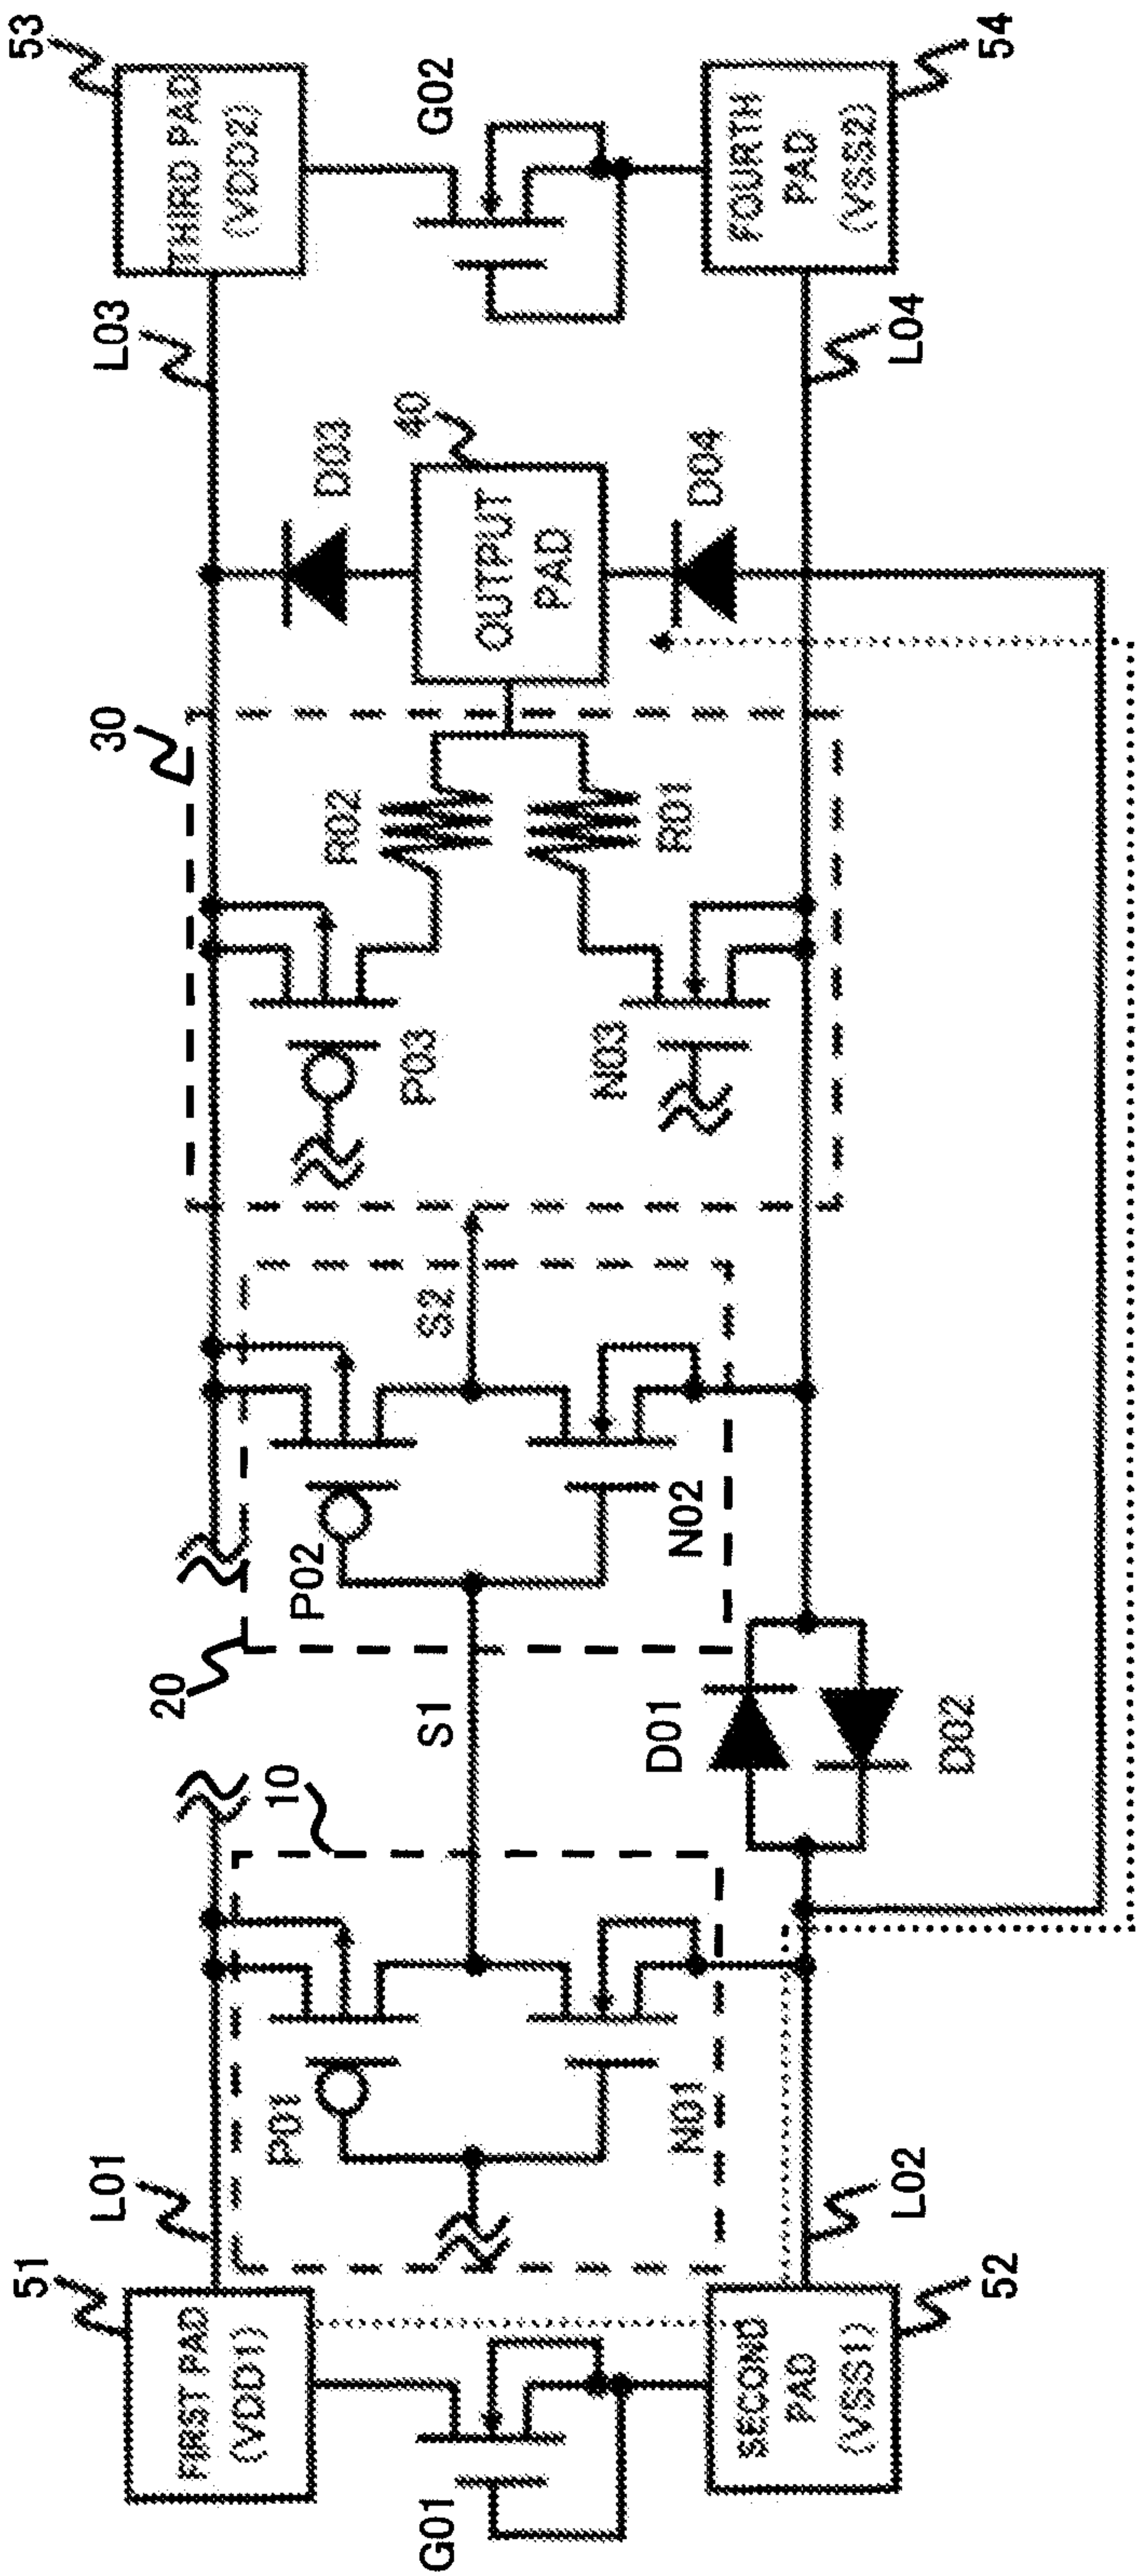 51
FIRST PAD
(VDD1)
L01
G01
SECOND
PAD
(VSS1)
52
L02
10
P01
N01
S1
20
P02
N02
S2
D01
D02
30
P03
N03
R02
R01
40
OUTPUT
PAD
D03
D04
L03
L04
53
THIRD PAD
(VDD2)
G02
FOURTH
PAD
(VSS2)
54